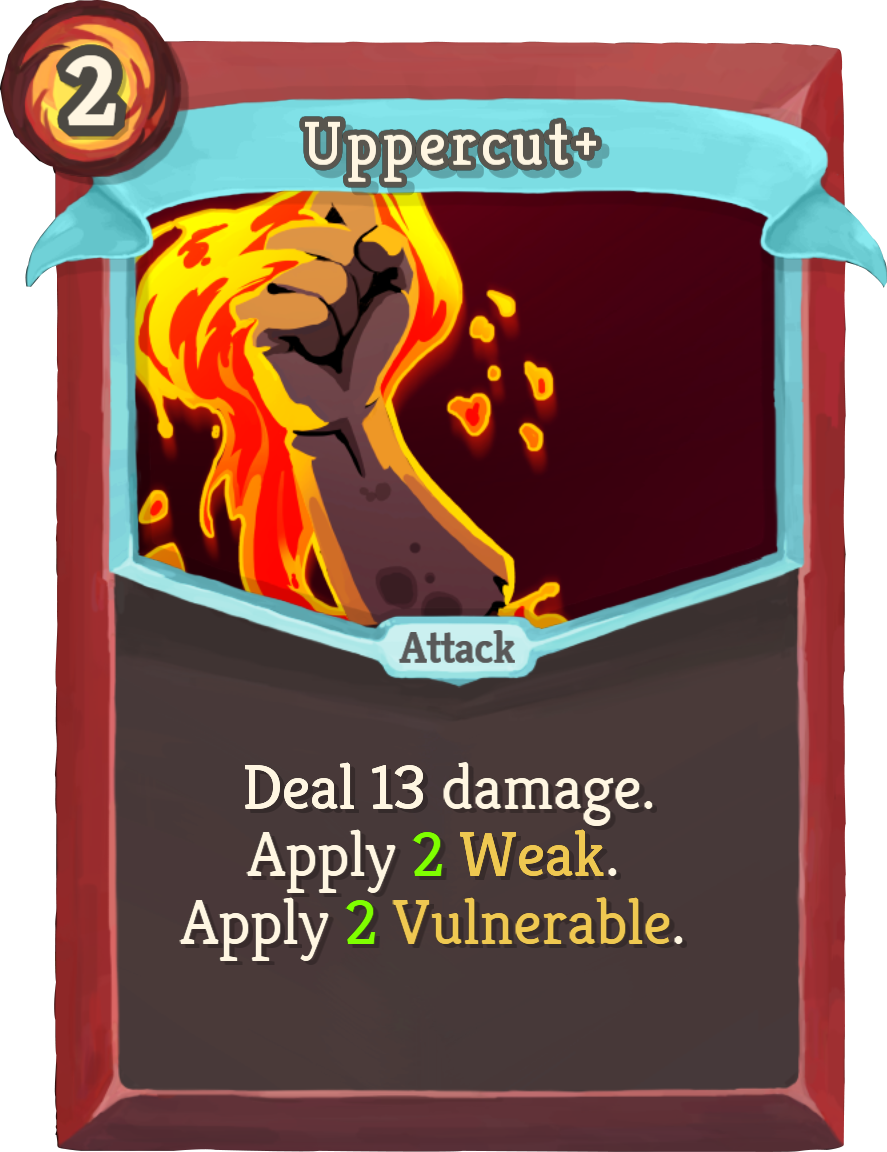 2
Uppercut+
Attack
Deal 13 damage.
Apply 2 Weak.
Apply 2 Vulnerable.